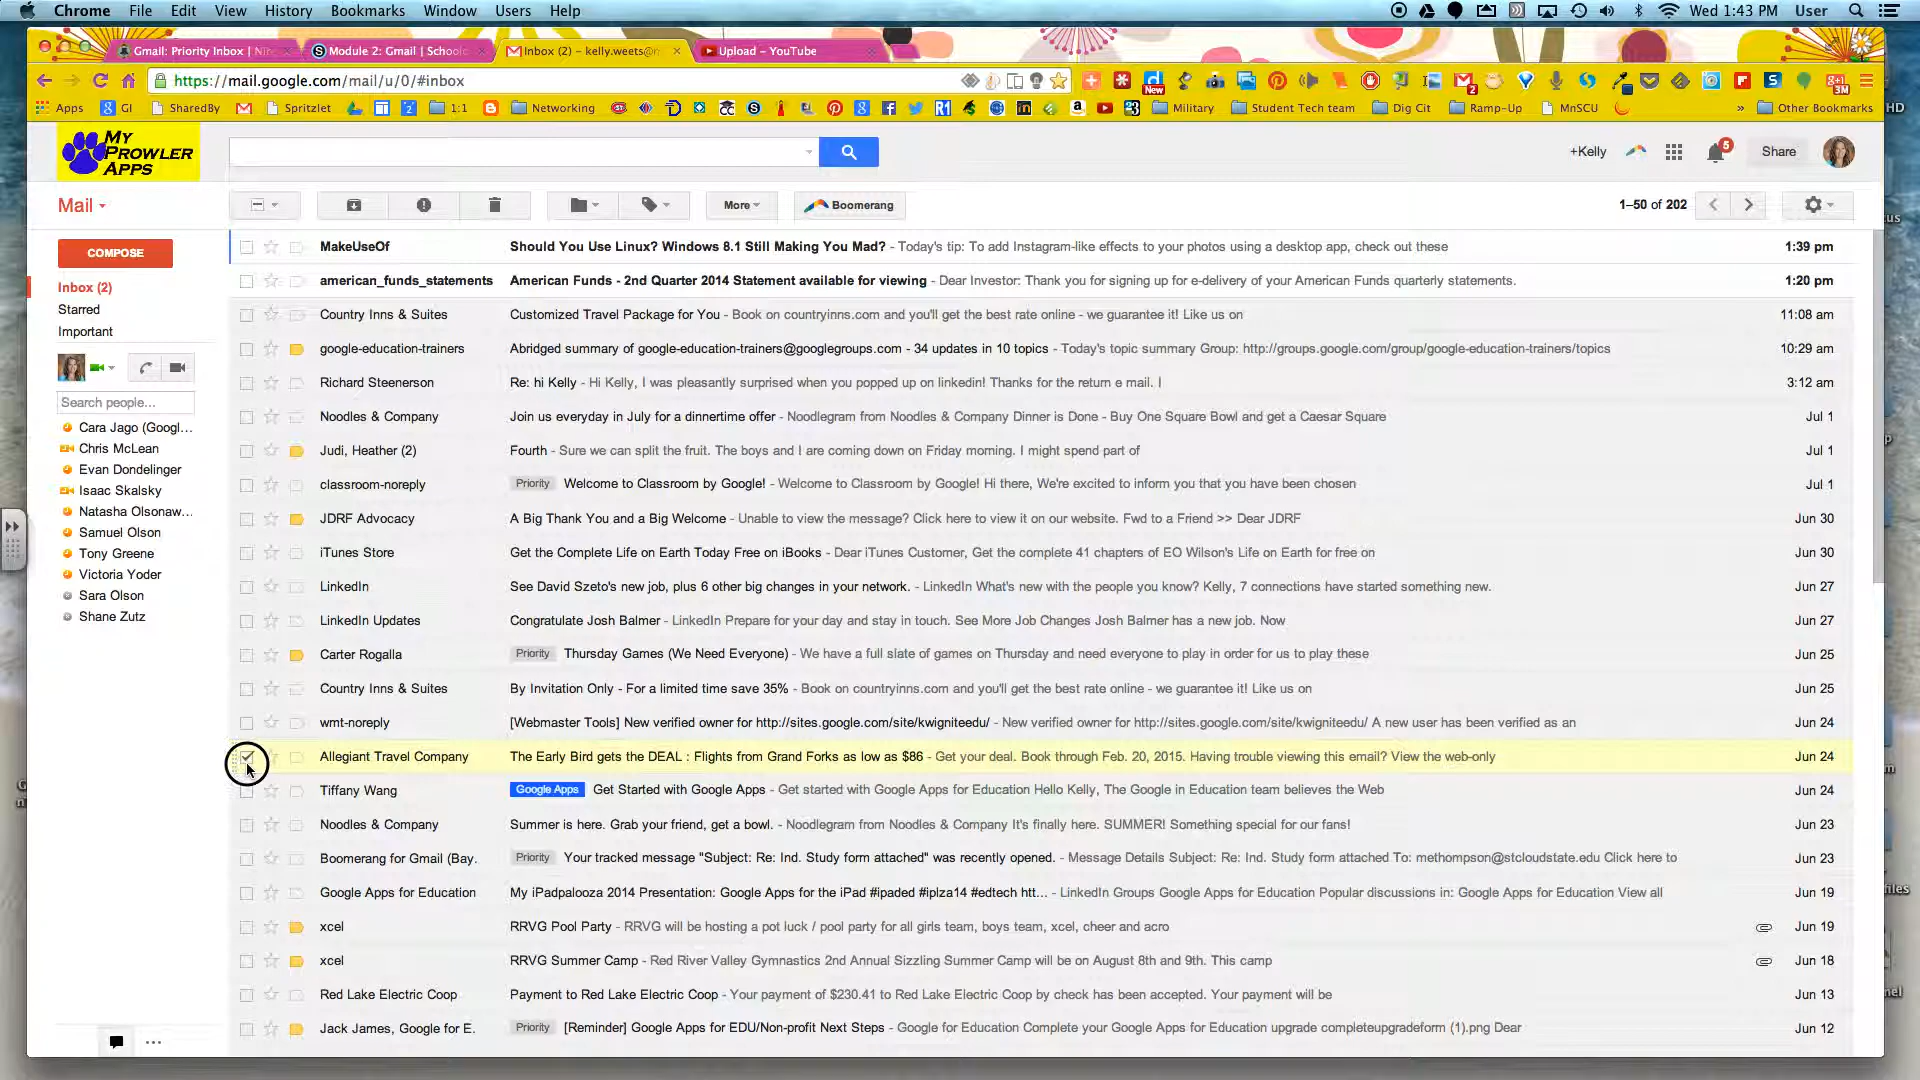 Chrome File Edit View History Bookmarks Window Users Help
Wed 1:43 PM User
Gmail: Priority Inbox | Nin
Module 2: Gmail | Schoolo
Inbox (2) – kelly.weets@n
Upload – YouTube
https://mail.google.com/mail/u/0/#inbox
New
2
3M
Apps GI SharedBy Spritzlet 1:1 Networking
Military Student Tech team Dig Cit Ramp-Up MnSCU » Other Bookmarks
HD
My Prowler Apps
+Kelly
5
Share
Mail
More
Boomerang
1–50 of 202
COMPOSE
Inbox (2)
Starred
Important
Search people...
Cara Jago (Googl...
Chris McLean
Evan Dondelinger
Isaac Skalsky
Natasha Olsonaw...
Samuel Olson
Tony Greene
Victoria Yoder
Sara Olson
Shane Zutz
MakeUseOf Should You Use Linux? Windows 8.1 Still Making You Mad? - Today's tip: To add Instagram-like effects to your photos using a desktop app, check out these 1:39 pm
american_funds_statements American Funds - 2nd Quarter 2014 Statement available for viewing - Dear Investor: Thank you for signing up for e-delivery of your American Funds quarterly statements. 1:20 pm
Country Inns & Suites Customized Travel Package for You - Book on countryinns.com and you'll get the best rate online - we guarantee it! Like us on 11:08 am
google-education-trainers Abridged summary of google-education-trainers@googlegroups.com - 34 updates in 10 topics - Today's topic summary Group: http://groups.google.com/group/google-education-trainers/topics 10:29 am
Richard Steenerson Re: hi Kelly - Hi Kelly, I was pleasantly surprised when you popped up on linkedin! Thanks for the return e mail. I 3:12 am
Noodles & Company Join us everyday in July for a dinnertime offer - Noodlegram from Noodles & Company Dinner is Done - Buy One Square Bowl and get a Caesar Square Jul 1
Judi, Heather (2) Fourth - Sure we can split the fruit. The boys and I are coming down on Friday morning. I might spend part of Jul 1
classroom-noreply Priority Welcome to Classroom by Google! - Welcome to Classroom by Google! Hi there, We're excited to inform you that you have been chosen Jul 1
JDRF Advocacy A Big Thank You and a Big Welcome - Unable to view the message? Click here to view it on our website. Fwd to a Friend >> Dear JDRF Jun 30
iTunes Store Get the Complete Life on Earth Today Free on iBooks - Dear iTunes Customer, Get the complete 41 chapters of EO Wilson's Life on Earth for free on Jun 30
LinkedIn See David Szeto's new job, plus 6 other big changes in your network. - LinkedIn What's new with the people you know? Kelly, 7 connections have started something new. Jun 27
LinkedIn Updates Congratulate Josh Balmer - LinkedIn Prepare for your day and stay in touch. See More Job Changes Josh Balmer has a new job. Now Jun 27
Carter Rogalla Priority Thursday Games (We Need Everyone) - We have a full slate of games on Thursday and need everyone to play in order for us to play these Jun 25
Country Inns & Suites By Invitation Only - For a limited time save 35% - Book on countryinns.com and you'll get the best rate online - we guarantee it! Like us on Jun 25
wmt-noreply [Webmaster Tools] New verified owner for http://sites.google.com/site/kwigniteedu/ - New verified owner for http://sites.google.com/site/kwigniteedu/ A new user has been verified as an Jun 24
Allegiant Travel Company The Early Bird gets the DEAL : Flights from Grand Forks as low as $86 - Get your deal. Book through Feb. 20, 2015. Having trouble viewing this email? View the web-only Jun 24
Tiffany Wang Google Apps Get Started with Google Apps - Get started with Google Apps for Education Hello Kelly, The Google in Education team believes the Web Jun 24
Noodles & Company Summer is here. Grab your friend, get a bowl. - Noodlegram from Noodles & Company It's finally here. SUMMER! Something special for our fans! Jun 23
Boomerang for Gmail (Bay. Priority Your tracked message "Subject: Re: Ind. Study form attached" was recently opened. - Message Details Subject: Re: Ind. Study form attached To: methompson@stcloudstate.edu Click here to Jun 23
Google Apps for Education My iPadpalooza 2014 Presentation: Google Apps for the iPad #ipaded #iplza14 #edtech htt... - LinkedIn Groups Google Apps for Education Popular discussions in: Google Apps for Education View all Jun 19
xcel RRVG Pool Party - RRVG will be hosting a pot luck / pool party for all girls team, boys team, xcel, cheer and acro Jun 19
xcel RRVG Summer Camp - Red River Valley Gymnastics 2nd Annual Sizzling Summer Camp will be on August 8th and 9th. This camp Jun 18
Red Lake Electric Coop Payment to Red Lake Electric Coop - Your payment of $230.41 to Red Lake Electric Coop by check has been accepted. Your payment will be Jun 13
Jack James, Google for E. Priority [Reminder] Google Apps for EDU/Non-profit Next Steps - Google for Education Complete your Google Apps for Education upgrade completeupgradeform (1).png Dear Jun 12